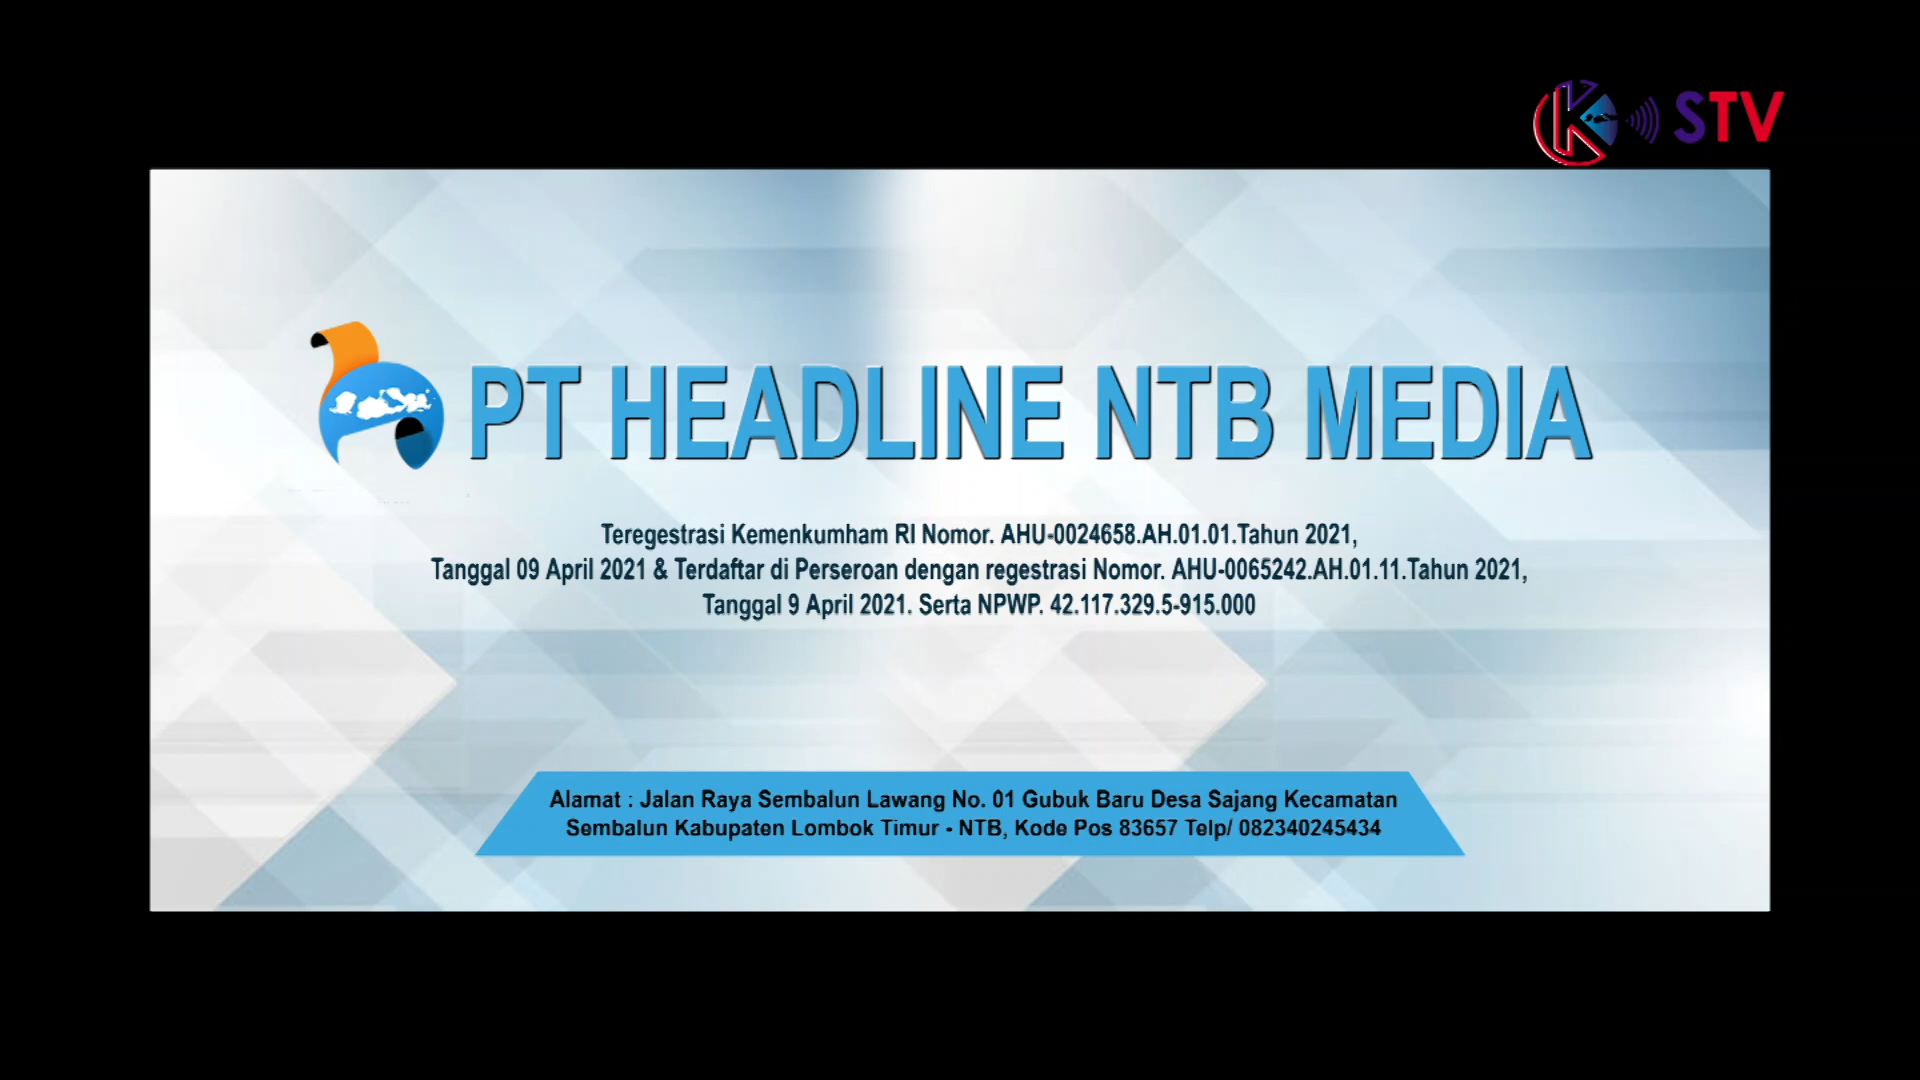 K STV
PT HEADLINE NTB MEDIA
Teregestrasi Kemenkumham RI Nomor. AHU-0024658.AH.01.01.Tahun 2021,
Tanggal 09 April 2021 & Terdaftar di Perseroan dengan regestrasi Nomor. AHU-0065242.AH.01.11.Tahun 2021,
Tanggal 9 April 2021. Serta NPWP. 42.117.329.5-915.000
Alamat : Jalan Raya Sembalun Lawang No. 01 Gubuk Baru Desa Sajang Kecamatan
Sembalun Kabupaten Lombok Timur - NTB, Kode Pos 83657 Telp/ 082340245434